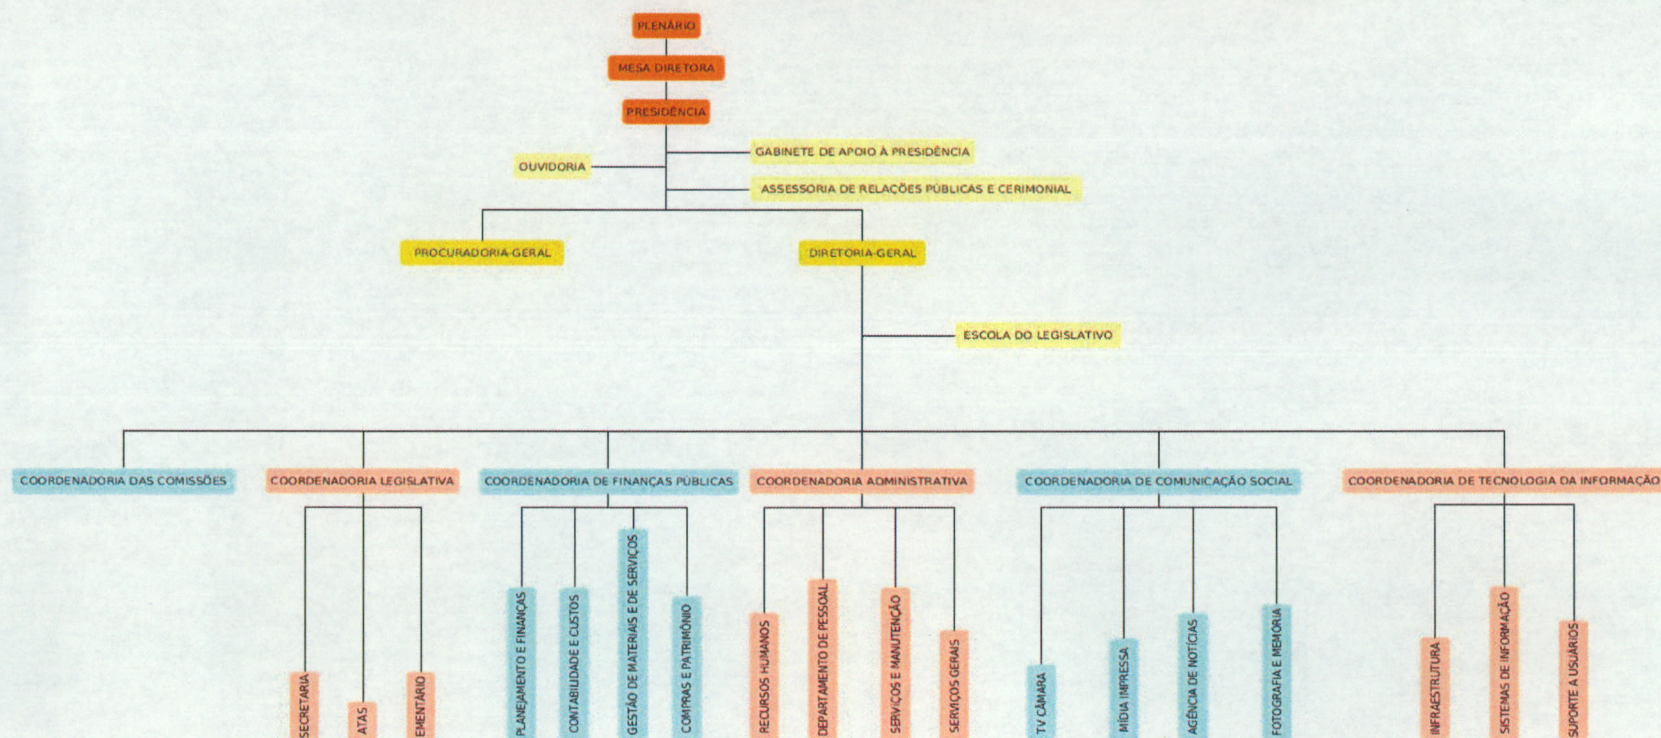 PLENÁRIO
MESA DIRETORA
PRESIDÊNCIA
GABINETE DE APOIO À PRESIDÊNCIA
OUVIDORIA
ASSESSORIA DE RELAÇÕES PÚBLICAS E CERIMONIAL
PROCURADORIA-GERAL
DIRETORIA-GERAL
ESCOLA DO LEGISLATIVO
COORDENADORIA DAS COMISSÕES
COORDENADORIA LEGISLATIVA
COORDENADORIA DE FINANÇAS PÚBLICAS
COORDENADORIA ADMINISTRATIVA
COORDENADORIA DE COMUNICAÇÃO SOCIAL
COORDENADORIA DE TECNOLOGIA DA INFORMAÇÃO
SECRETARIA
ATAS
EMENTÁRIO
PLANEJAMENTO E FINANÇAS
CONTABILIDADE E CUSTOS
GESTÃO DE MATERIAIS E DE SERVIÇOS
COMPRAS E PATRIMÔNIO
RECURSOS HUMANOS
DEPARTAMENTO DE PESSOAL
SERVIÇOS E MANUTENÇÃO
SERVIÇOS GERAIS
TV CÂMARA
MÍDIA IMPRESSA
AGÊNCIA DE NOTÍCIAS
FOTOGRAFIA E MEMÓRIA
INFRAESTRUTURA
SISTEMAS DE INFORMAÇÃO
SUPORTE A USUÁRIOS